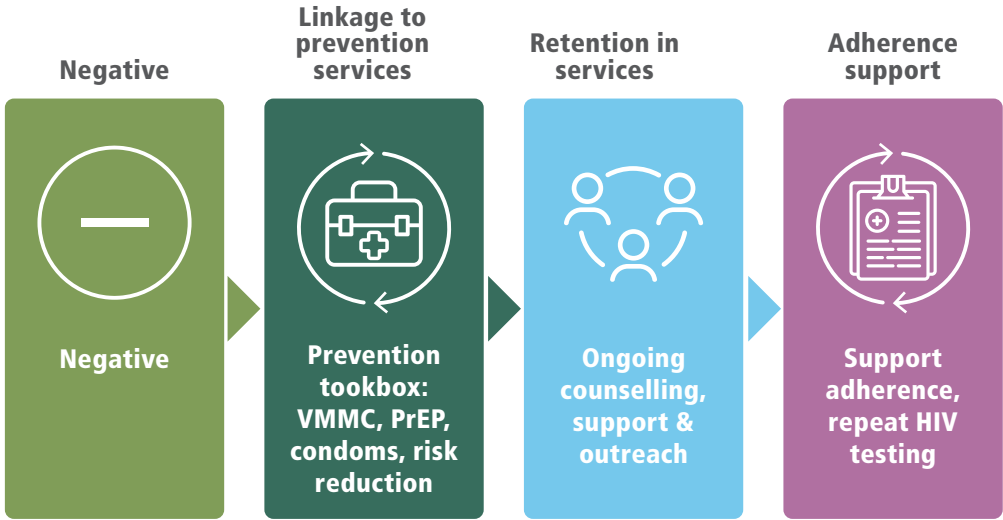 Negative
Linkage to
prevention
services
Retention in
services
Adherence
support
Negative
Prevention
tookbox:
VMMC, PrEP,
condoms, risk
reduction
Ongoing
counselling,
support &
outreach
Support
adherence,
repeat HIV
testing